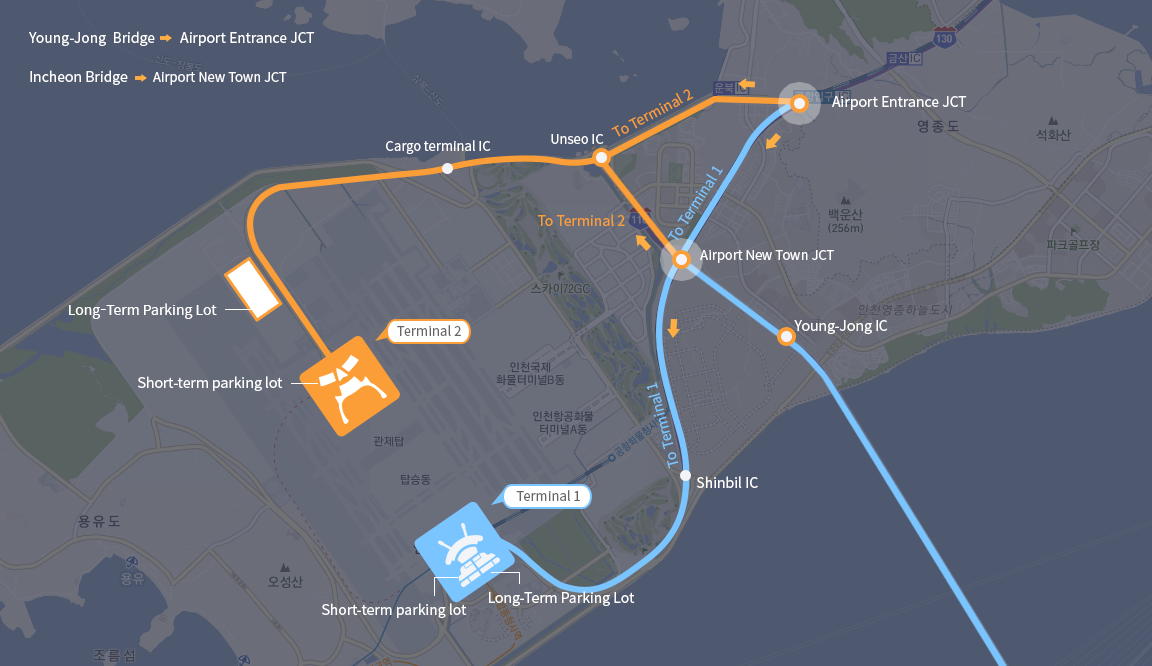 Young-Jong Bridge ➡ Airport Entrance JCT
Incheon Bridge ➡ Airport New Town JCT
130
금산IC
운북IC
Airport Entrance JCT
영종도
석화산
To Terminal 2
Unseo IC
Cargo terminal IC
To Terminal 1
백운산
(256m)
To Terminal 2
파크골프장
Airport New Town JCT
스카이72GC
Long-Term Parking Lot
인천영종하늘도시
Young-Jong IC
Terminal 2
인천국제
화물터미널B동
Short-term parking lot
인천항공화물
터미널A동
To Terminal 1
관제탑
탑승동
Shinbil IC
Terminal 1
용유도
용유
오성산
Long-Term Parking Lot
Short-term parking lot
조름섬